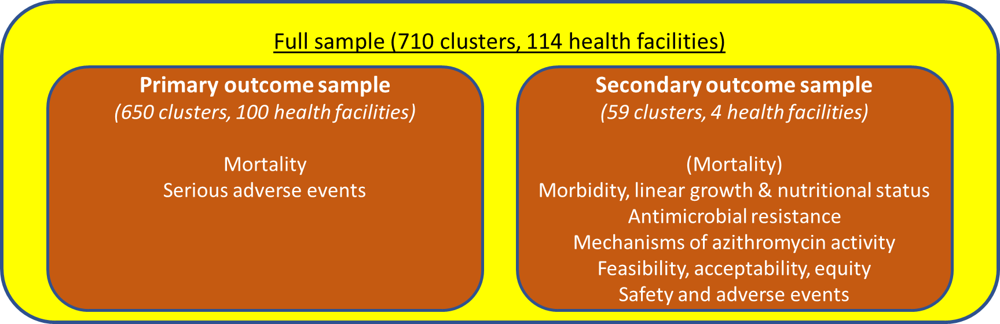 Full sample (710 clusters, 114 health facilities)
Primary outcome sample
(650 clusters, 100 health facilities)
Mortality
Serious adverse events
Secondary outcome sample
(59 clusters, 4 health facilities)
(Mortality)
Morbidity, linear growth & nutritional status
Antimicrobial resistance
Mechanisms of azithromycin activity
Feasibility, acceptability, equity
Safety and adverse events